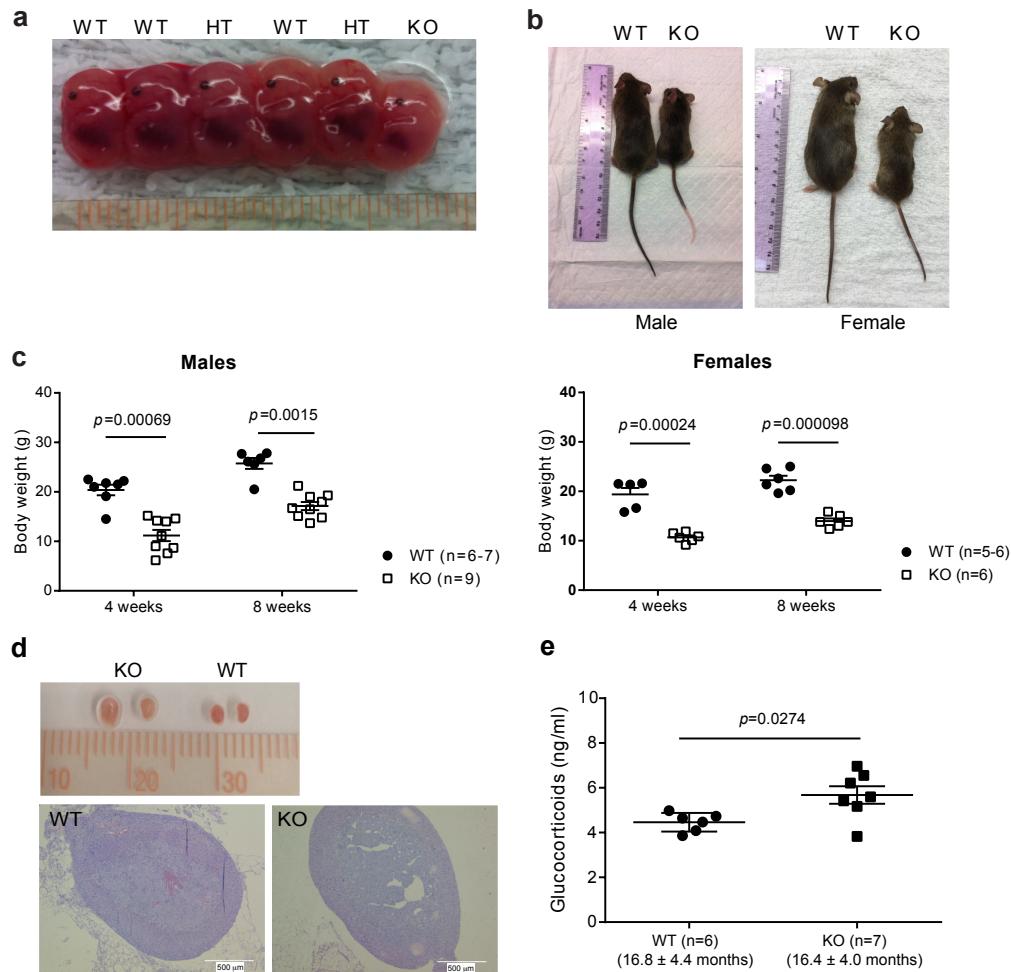 a
WT WT HT WT HT KO
b
WT KO
WT KO
Male
Female
c
Males
Body weight (g)
40
30
20
10
0
p=0.00069
p=0.0015
4 weeks
8 weeks
WT (n=6-7)
KO (n=9)
Females
Body weight (g)
40
30
20
10
0
p=0.00024
p=0.000098
4 weeks
8 weeks
WT (n=5-6)
KO (n=6)
d
KO WT
10 20 30
WT
500 µm
KO
500 µm
e
Glucocorticoids (ng/ml)
10
8
6
4
2
0
p=0.0274
WT (n=6)
(16.8 ± 4.4 months)
KO (n=7)
(16.4 ± 4.0 months)